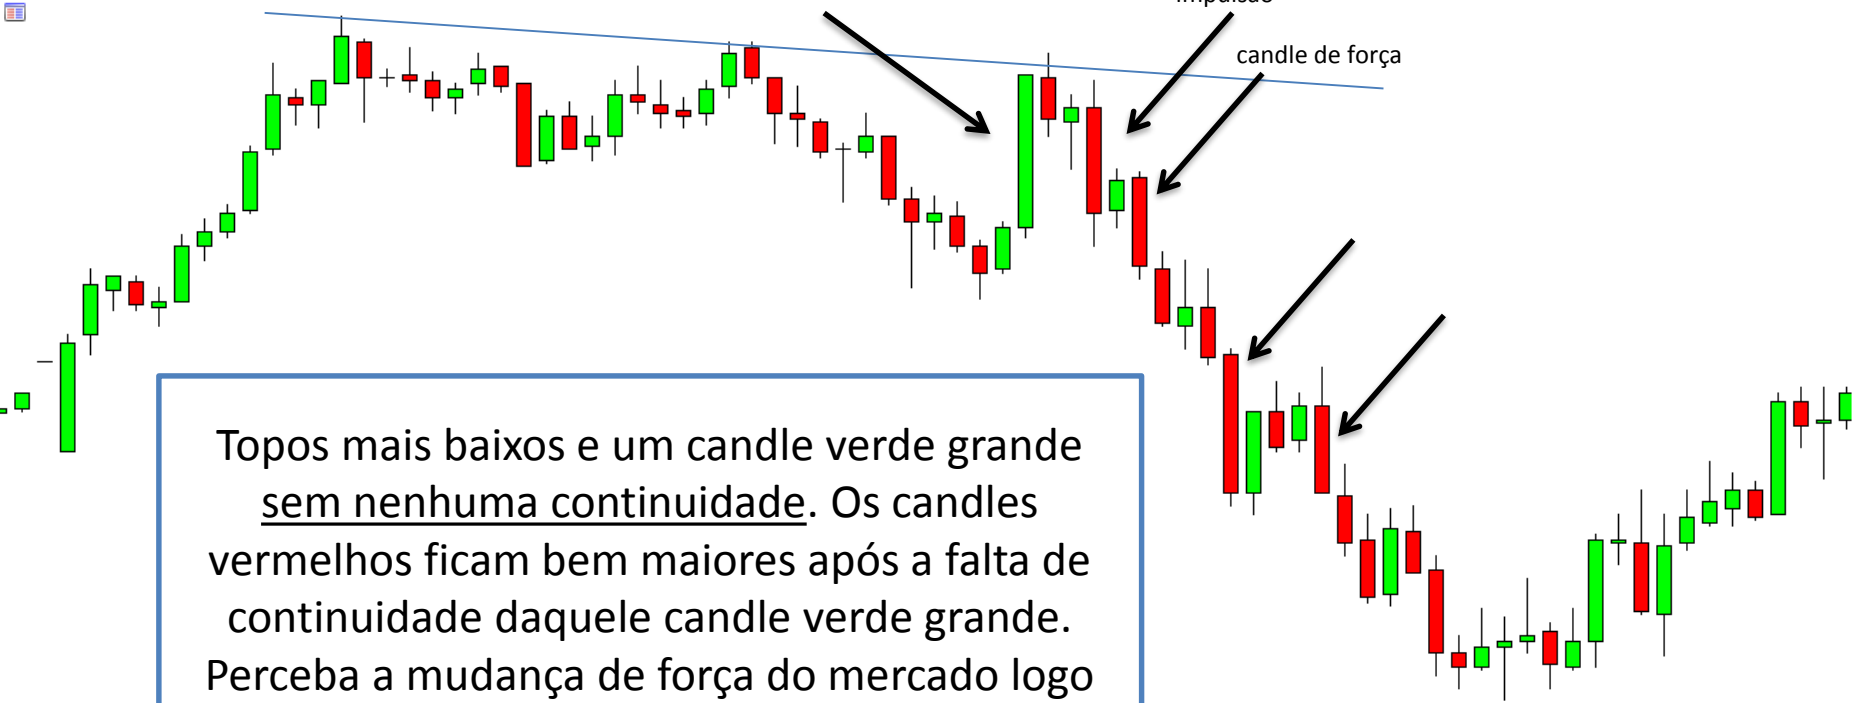 impulsão
candle de força
Topos mais baixos e um candle verde grande
sem nenhuma continuidade. Os candles
vermelhos ficam bem maiores após a falta de
continuidade daquele candle verde grande.
Perceba a mudança de força do mercado logo